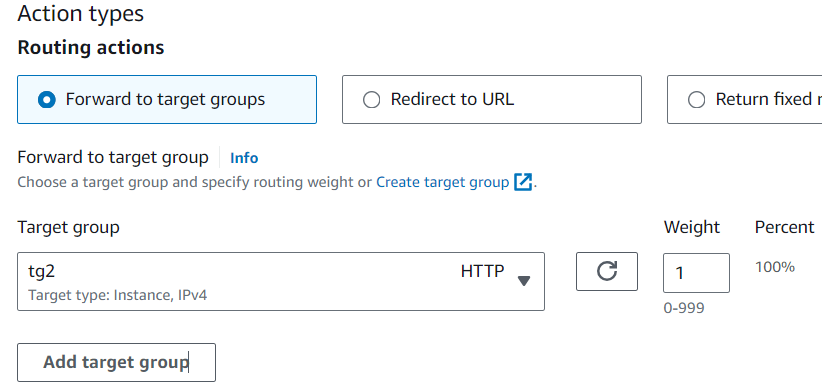 Action types
Routing actions
Forward to target groups Redirect to URL Return fixed
Forward to target group Info
Choose a target group and specify routing weight or Create target group.
Target group Weight Percent
tg2 HTTP 1 100%
Target type: Instance, IPv4
0-999
Add target group